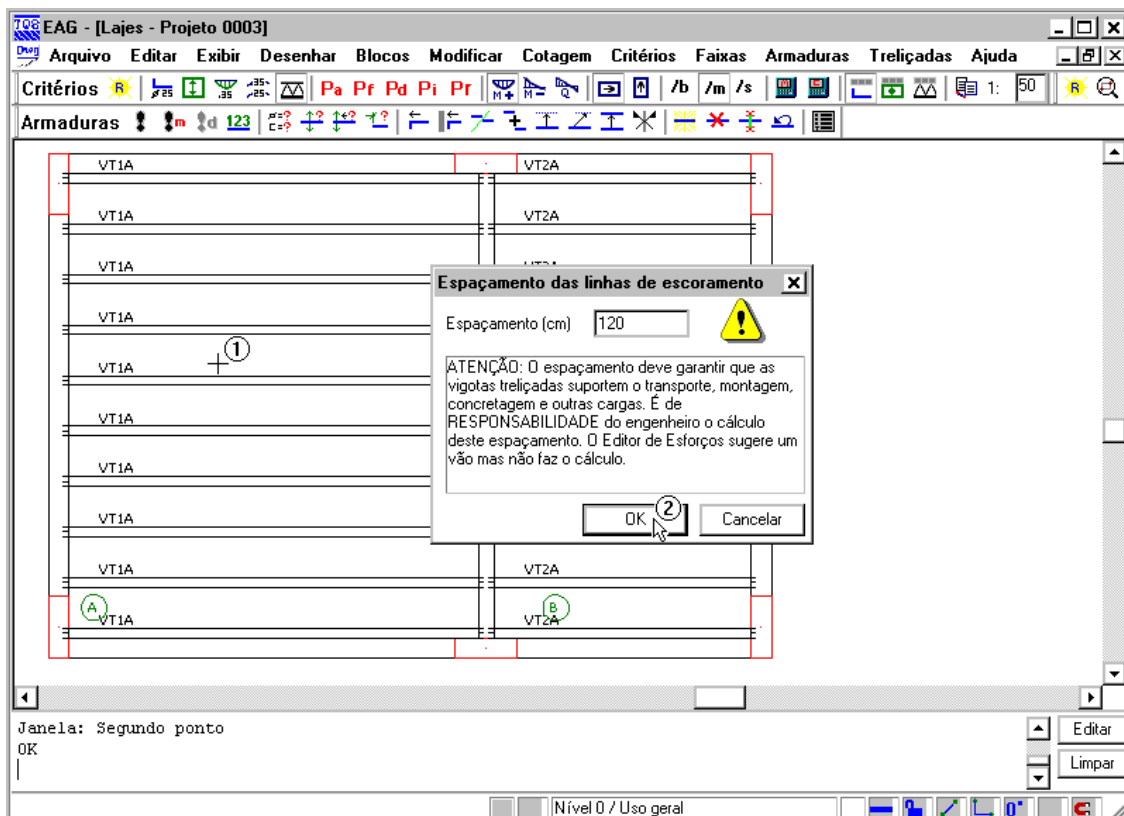 TQS EAG - [Lajes - Projeto 0003]
Dwg Arquivo Editar Exibir Desenhar Blocos Modificar Cotagem Critérios Faixas Armaduras Treliçadas Ajuda
Critérios R Pa Pf Pd Pi Pr M+ /b /m /s 1: 50 R
Armaduras m d 123
VT1A VT2A
VT1A VT2A
VT1A
VT1A
VT1A
VT1A
VT1A
VT1A
VT1A VT2A
VT1A VT2A
A B
1
Espaçamento das linhas de escoramento
Espaçamento (cm) 120
ATENÇÃO: O espaçamento deve garantir que as
vigotas treliçadas suportem o transporte, montagem,
concretagem e outras cargas. É de
RESPONSABILIDADE do engenheiro o cálculo
deste espaçamento. O Editor de Esforços sugere um
vão mas não faz o cálculo.
OK 2 Cancelar
Janela: Segundo ponto
OK
Editar
Limpar
Nível 0 / Uso geral